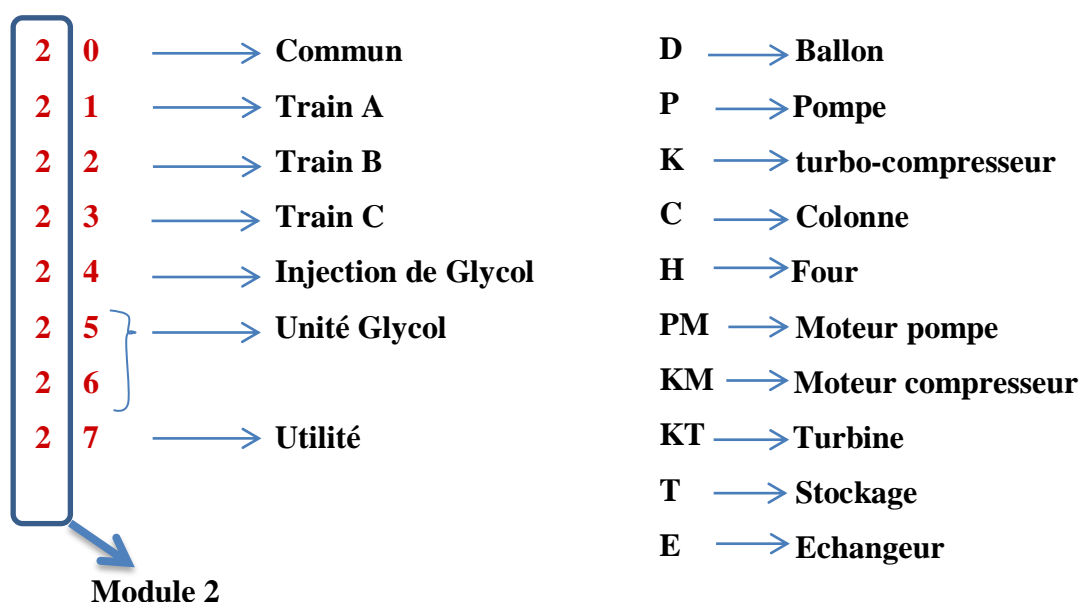 2 0 Commun
2 1 Train A
2 2 Train B
2 3 Train C
2 4 Injection de Glycol
2 5 Unité Glycol
2 6
2 7 Utilité
Module 2
D Ballon
P Pompe
K turbo-compresseur
C Colonne
H Four
PM Moteur pompe
KM Moteur compresseur
KT Turbine
T Stockage
E Echangeur